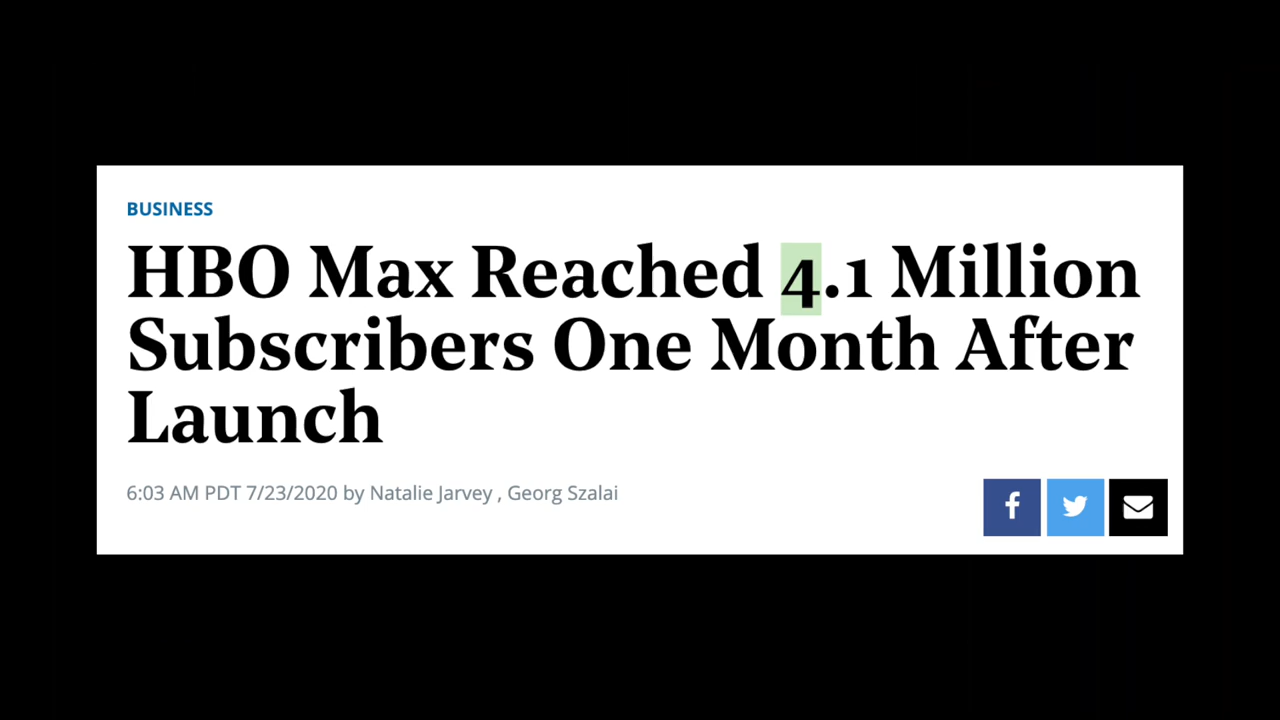 BUSINESS
HBO Max Reached 4.1 Million
Subscribers One Month After
Launch
6:03 AM PDT 7/23/2020 by Natalie Jarvey , Georg Szalai